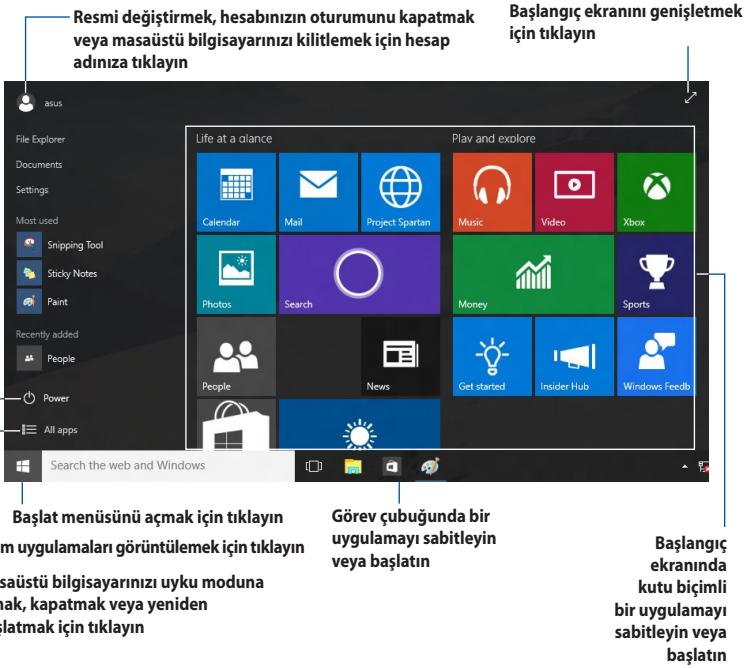 Resmi değiştirmek, hesabınızın oturumunu kapatmak
veya masaüstü bilgisayarınızı kilitlemek için hesap
adınıza tıklayın
Başlangıç ekranını genişletmek
için tıklayın
asus
File Explorer
Documents
Settings
Most used
Snipping Tool
Sticky Notes
Paint
Recently added
People
Power
All apps
Search the web and Windows
Life at a glance
Calendar
Mail
Project Spartan
Photos
Search
People
News
Play and explore
Music
Video
Xbox
Money
Sports
Get started
Insider Hub
Windows Feedb
Başlat menüsünü açmak için tıklayın
uygulamaları görüntülemek için tıklayın
bilgisayarınızı uyku moduna
kapatmak veya yeniden
için tıklayın
Görev çubuğunda bir
uygulamayı sabitleyin
veya başlatın
Başlangıç
ekranında
kutu biçimli
bir uygulamayı
sabitleyin veya
başlatın